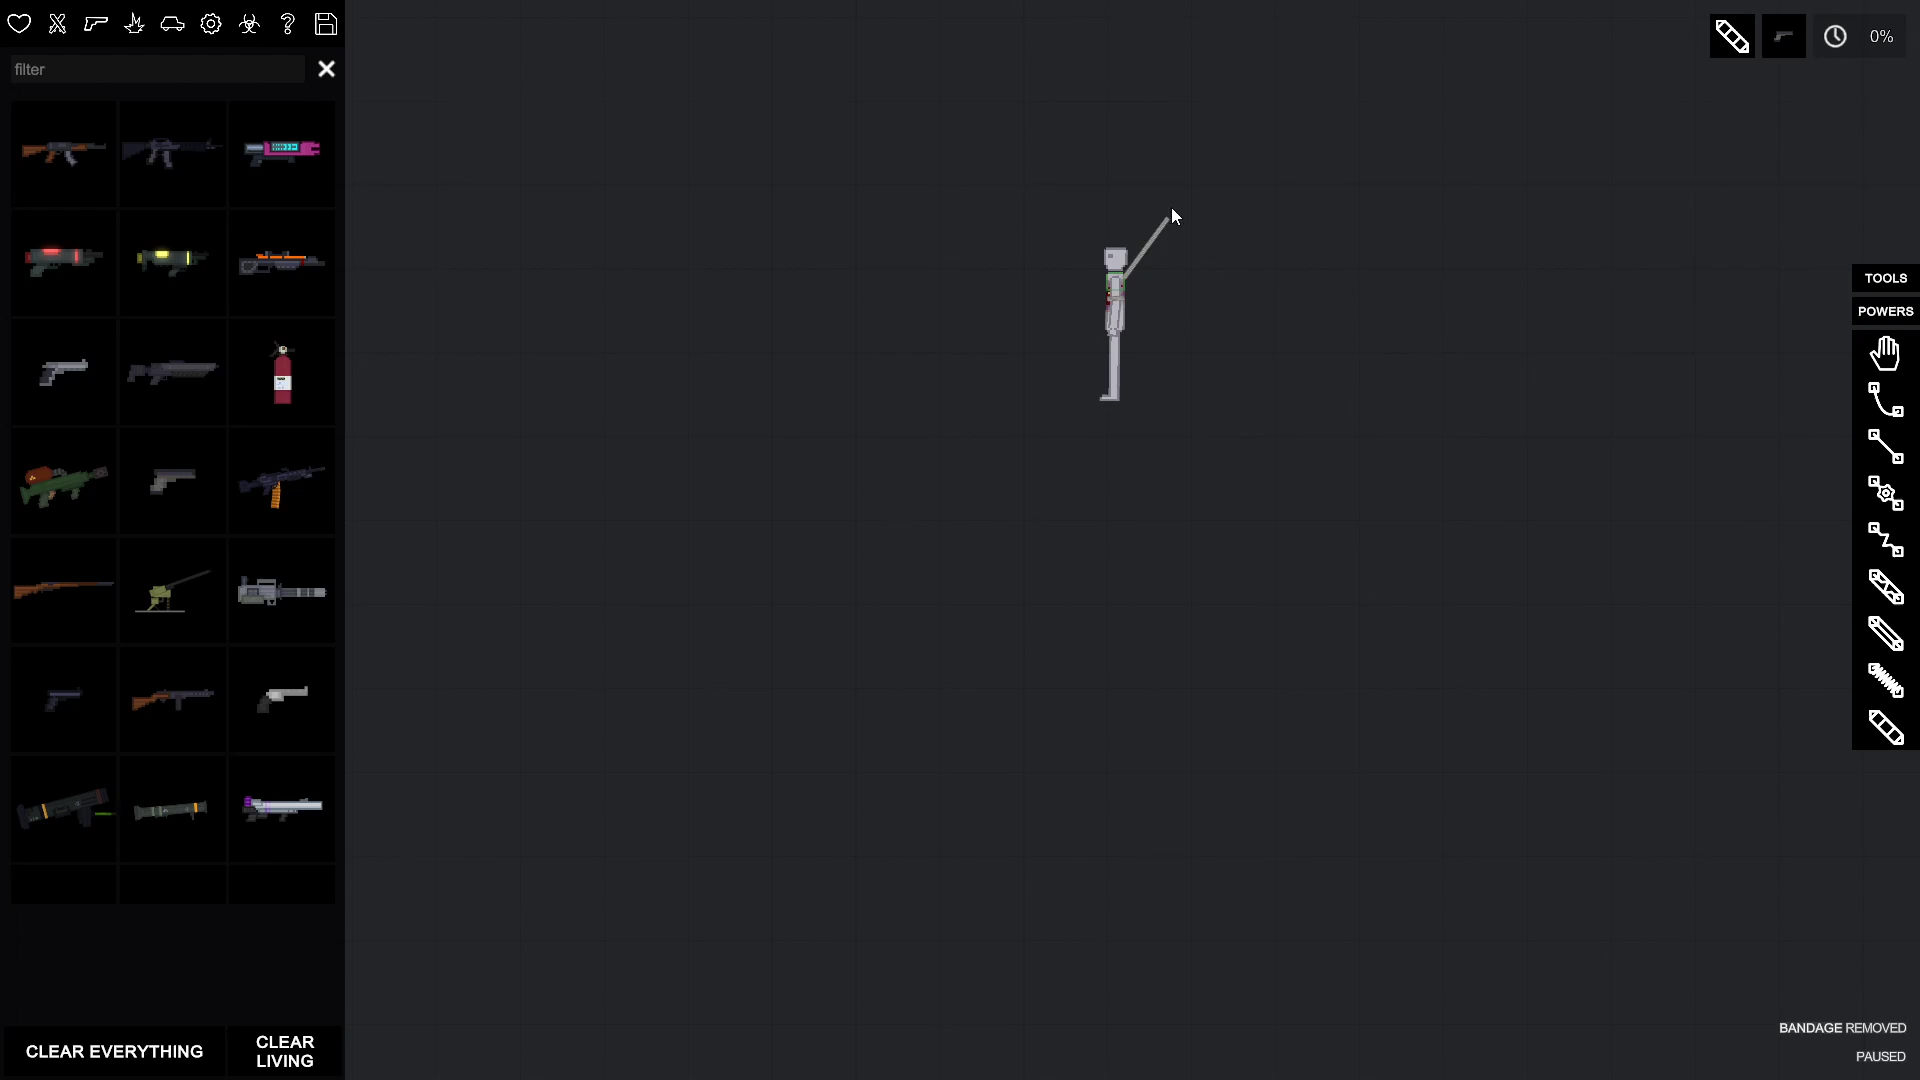 filter
0%
TOOLS
POWERS
CLEAR EVERYTHING
CLEAR
LIVING
BANDAGE REMOVED
PAUSED